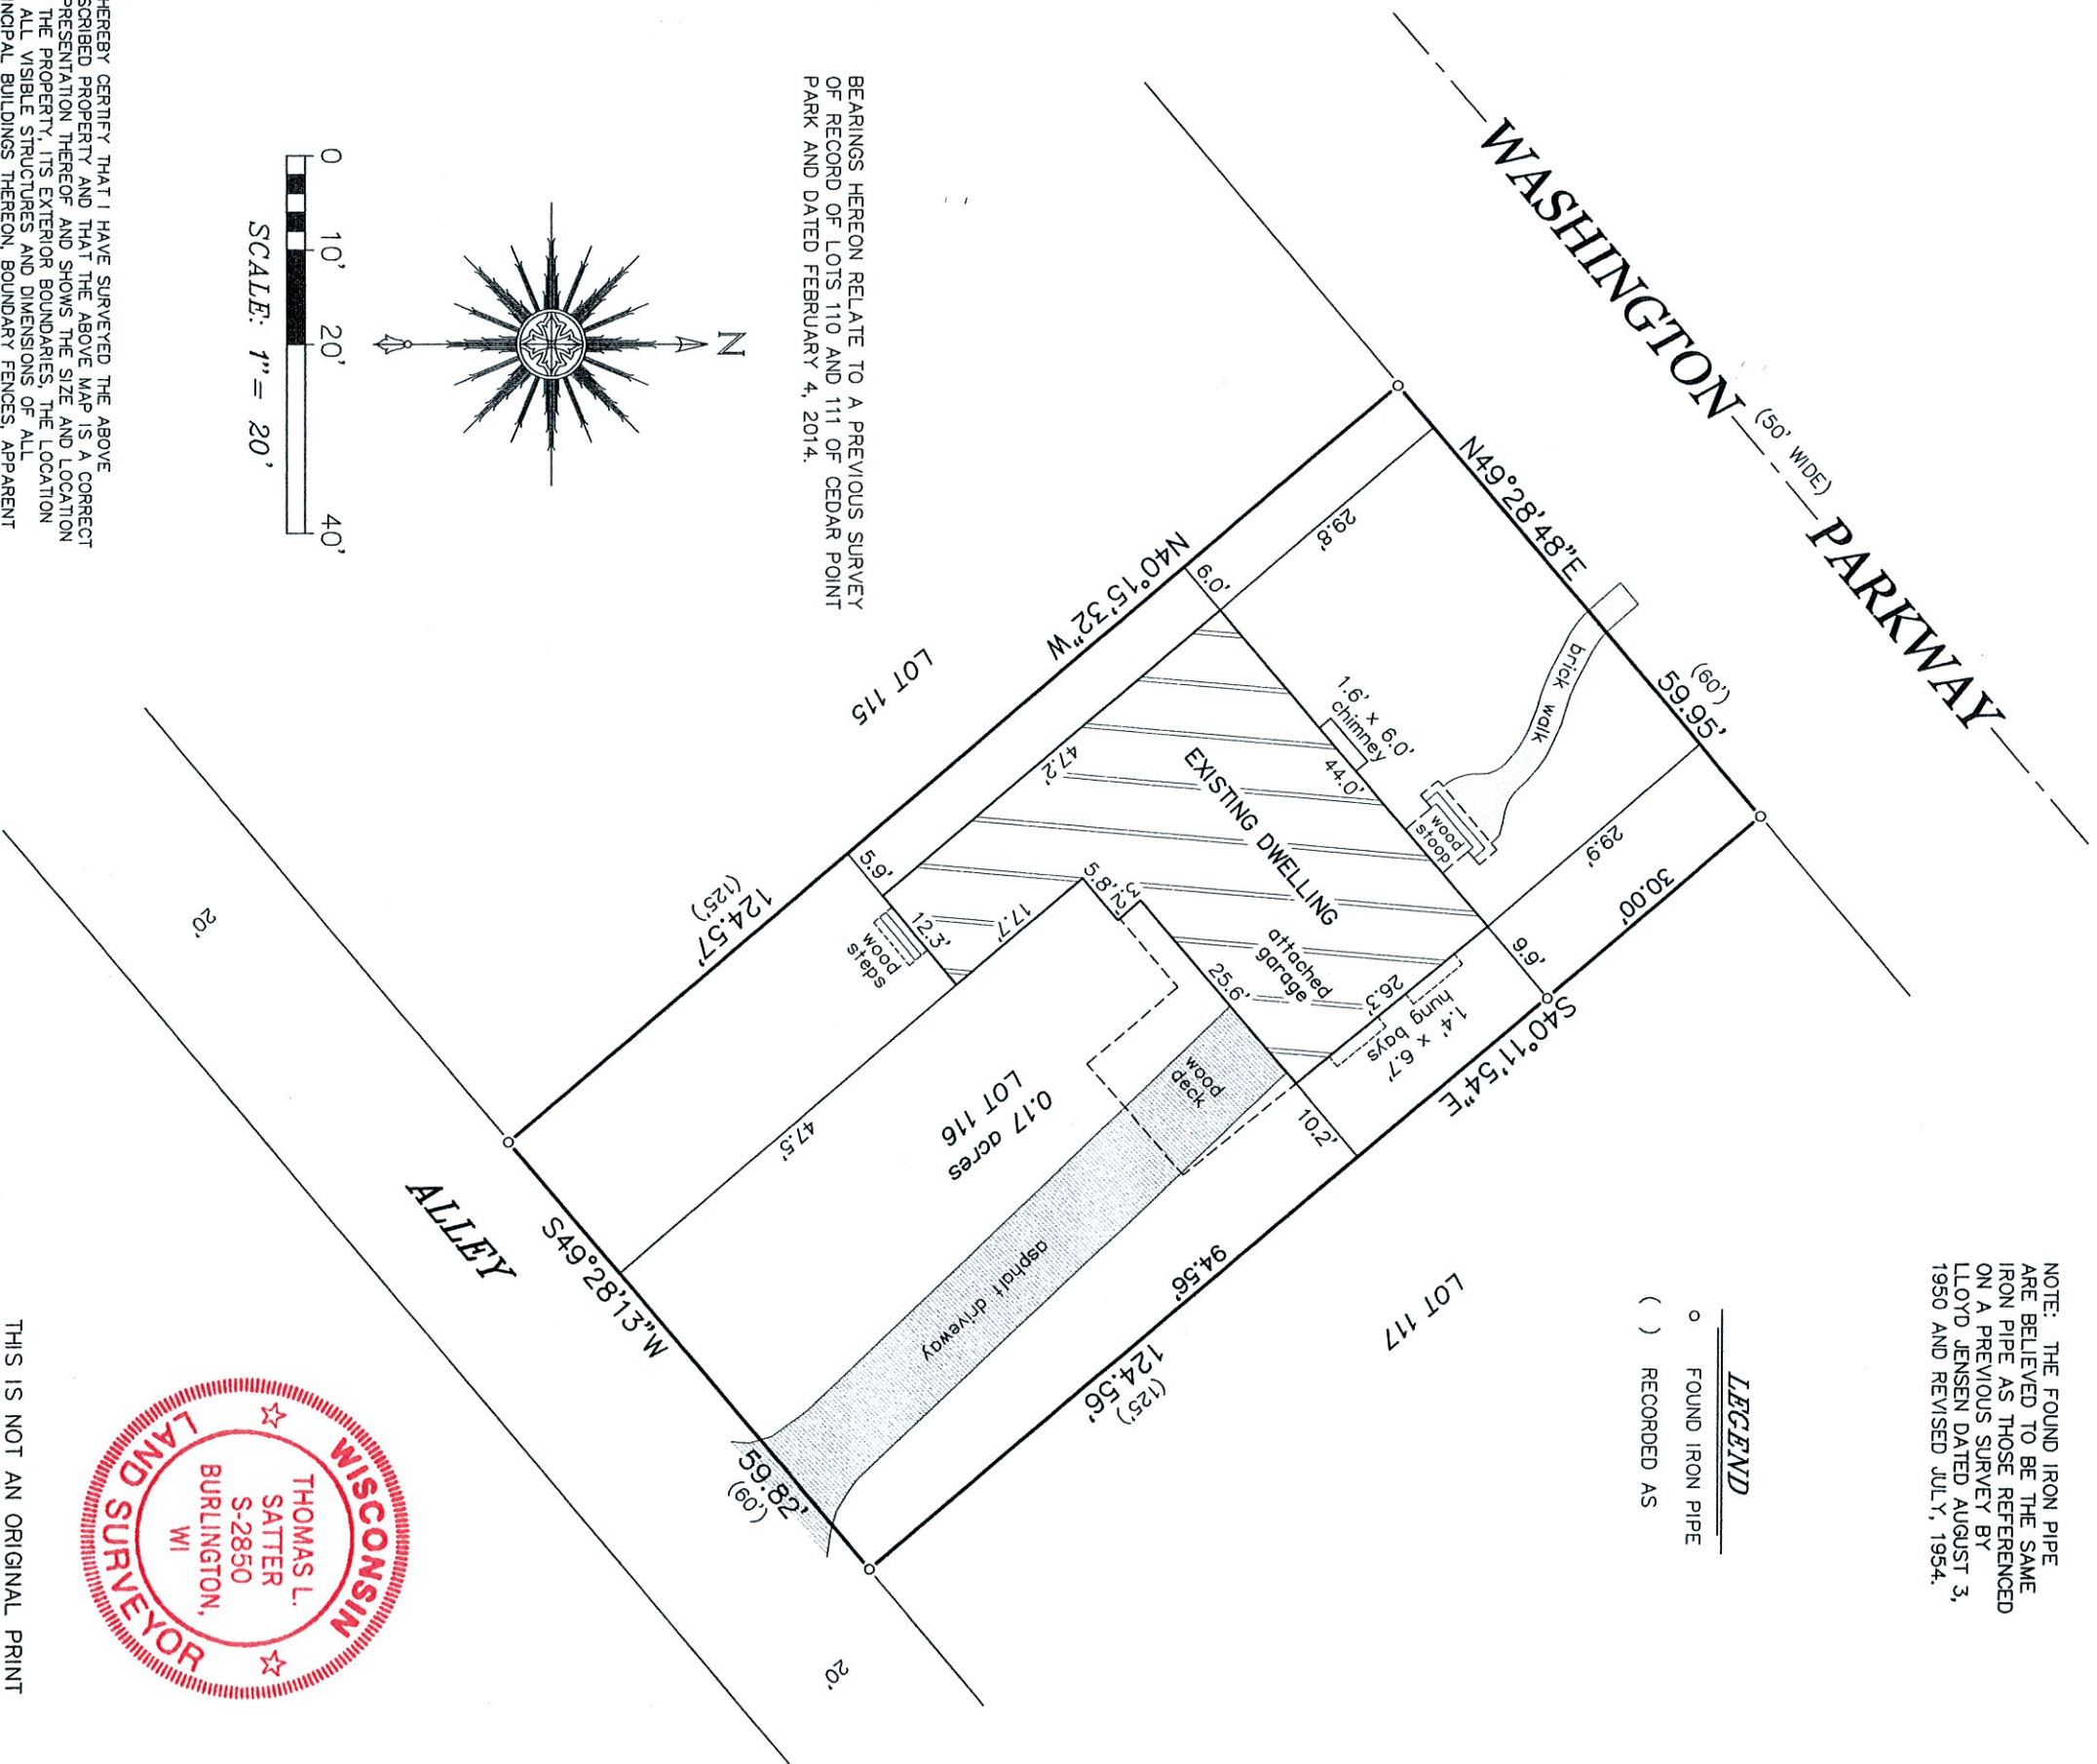 WASHINGTON (50' WIDE) PARKWAY
NOTE: THE FOUND IRON PIPE
ARE BELIEVED TO BE THE SAME
IRON PIPE AS THOSE REFERENCED
ON A PREVIOUS SURVEY BY
LLOYD JENSEN DATED AUGUST 3,
1950 AND REVISED JULY, 1954.
LEGEND
o FOUND IRON PIPE
( ) RECORDED AS
BEARINGS HEREON RELATE TO A PREVIOUS SURVEY
OF RECORD OF LOTS 110 AND 111 OF CEDAR POINT
PARK AND DATED FEBRUARY 4, 2014.
N
0 10' 20' 40'
SCALE: 1"= 20'
N49°28'48"E
(60')
59.95'
29.8'
29.9'
30.00'
brick walk
wood
stoop
1.6' x 6.0'
chimney
44.0'
6.0'
9.9'
S40°11'54"E
N40°15'32"W
LOT 115
47.2'
EXISTING DWELLING
attached
garage
26.3'
1.4' x 6.7'
hung bays
25.6'
3.2'
5.8'
17.7'
12.3'
5.9'
wood
steps
wood
deck
10.2'
124.57'
(125')
LOT 116
0.17 acres
47.5'
asphalt driveway
94.56'
124.56'
(125')
LOT 117
S49°28'13"W
59.82'
(60')
ALLEY
20'
20'
HEREBY CERTIFY THAT I HAVE SURVEYED THE ABOVE
SCRIBED PROPERTY AND THAT THE ABOVE MAP IS A CORRECT
PRESENTATION THEREOF AND SHOWS THE SIZE AND LOCATION
THE PROPERTY, ITS EXTERIOR BOUNDARIES, THE LOCATION
ALL VISIBLE STRUCTURES AND DIMENSIONS OF ALL
INCIPAL BUILDINGS THEREON, BOUNDARY FENCES, APPARENT
WISCONSIN
THOMAS L.
SATTER
S-2850
BURLINGTON,
WI
LAND SURVEYOR
THIS IS NOT AN ORIGINAL PRINT